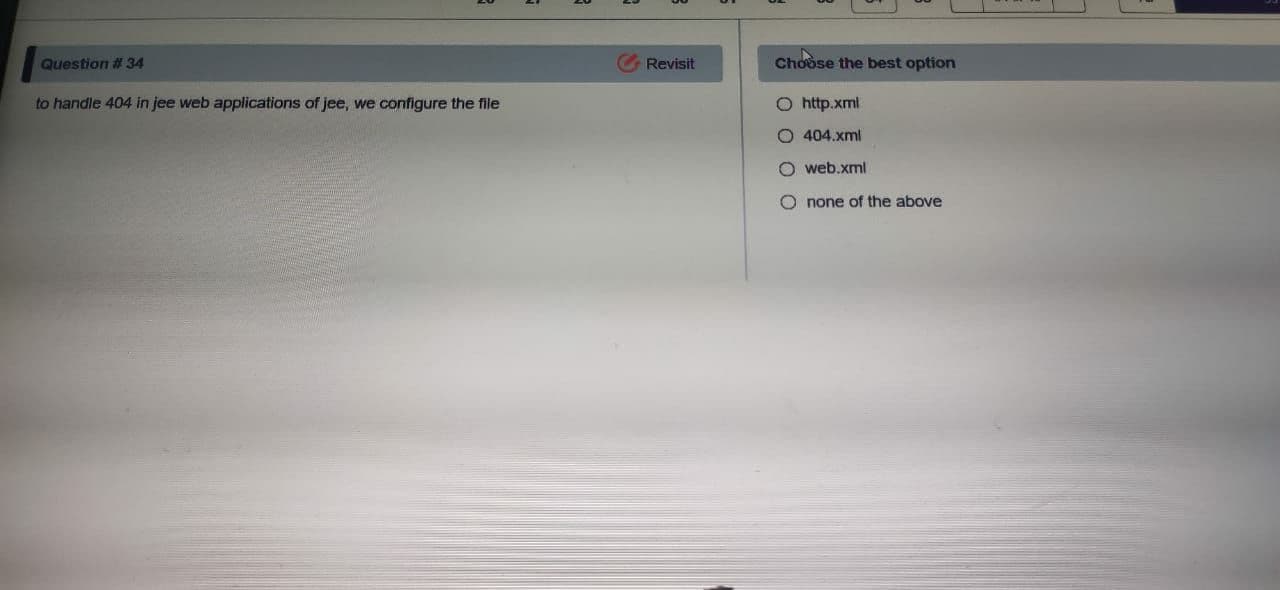 Question # 34
Revisit
Choose the best option
to handle 404 in jee web applications of jee, we configure the file
http.xml
404.xml
web.xml
none of the above